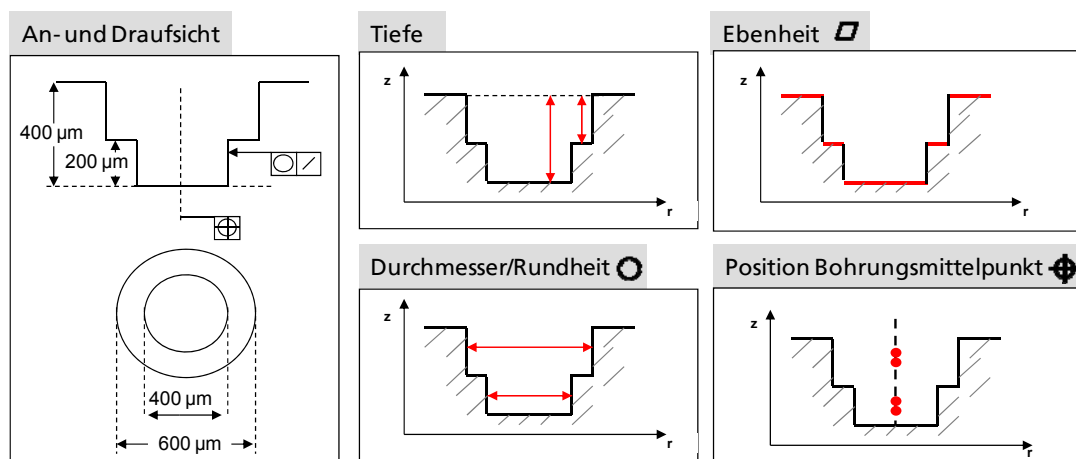 An- und Draufsicht
400 µm
200 µm
400 µm
600 µm
Tiefe
z
r
Ebenheit
z
r
Durchmesser/Rundheit
z
r
Position Bohrungsmittelpunkt
z
r